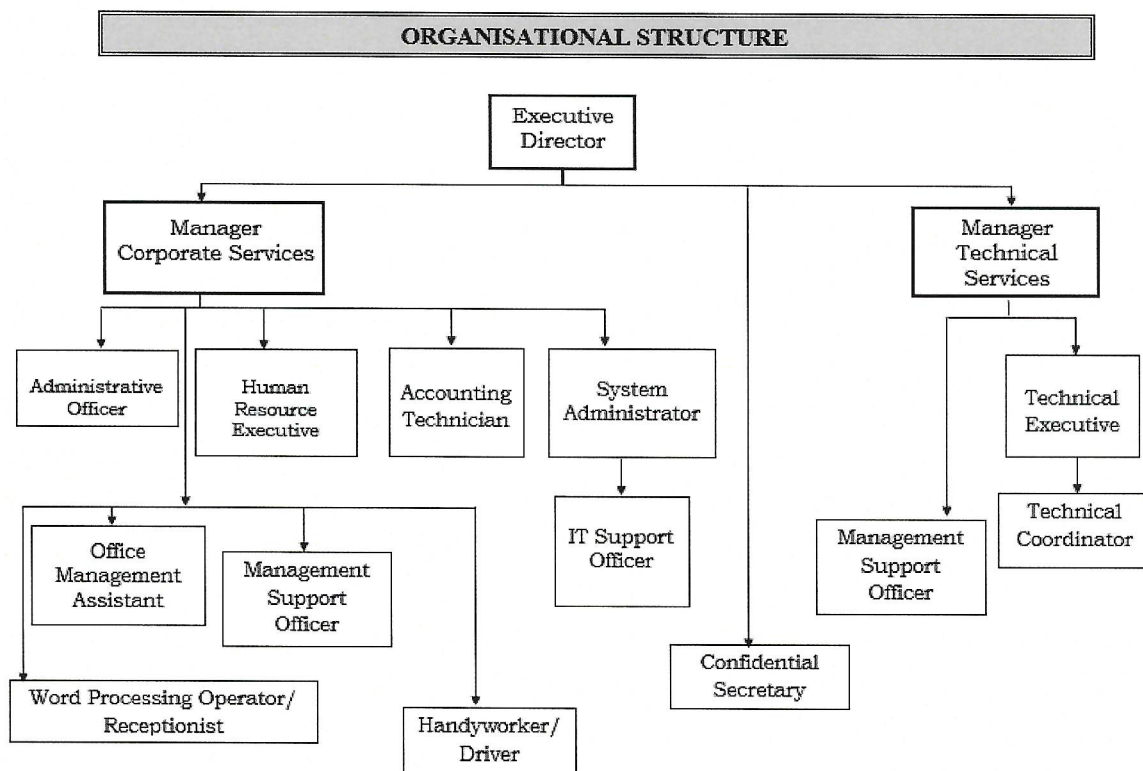 ORGANISATIONAL STRUCTURE
Executive
Director
Manager
Corporate Services
Manager
Technical
Services
Administrative
Officer
Human
Resource
Executive
Accounting
Technician
System
Administrator
Technical
Executive
Office
Management
Assistant
Management
Support
Officer
IT Support
Officer
Management
Support
Officer
Technical
Coordinator
Word Processing Operator/
Receptionist
Handyworker/
Driver
Confidential
Secretary